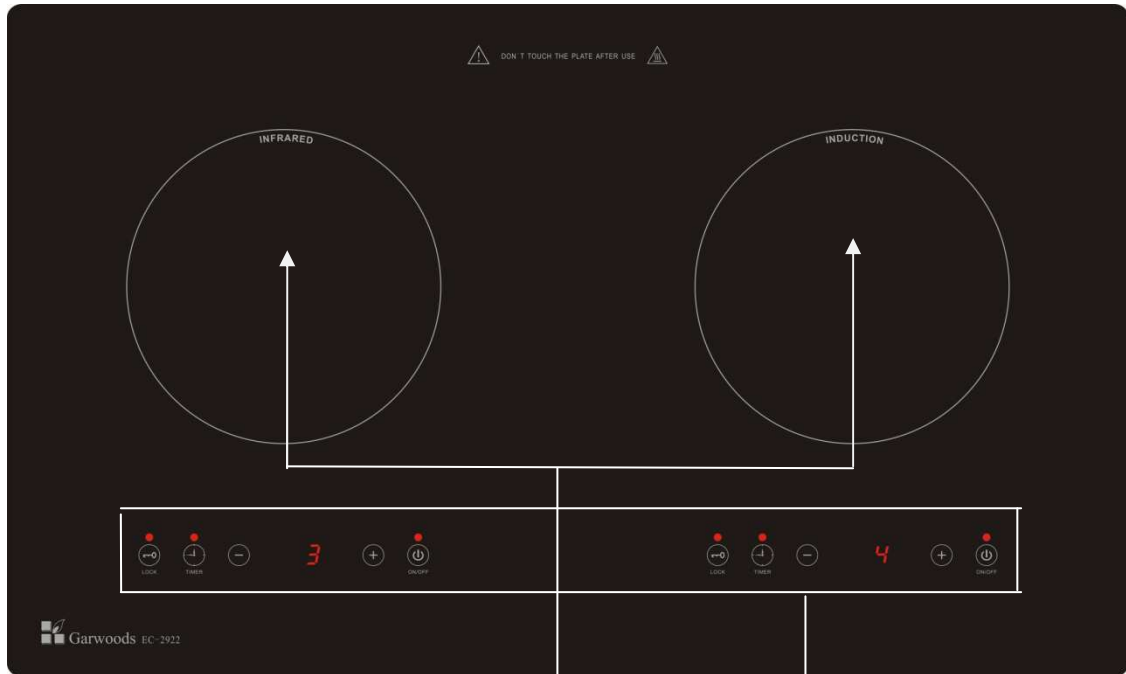 DON'T TOUCH THE PLATE AFTER USE
INFRARED
INDUCTION
3
4
LOCK TIMER ON/OFF
LOCK TIMER ON/OFF
Garwoods EC-2922